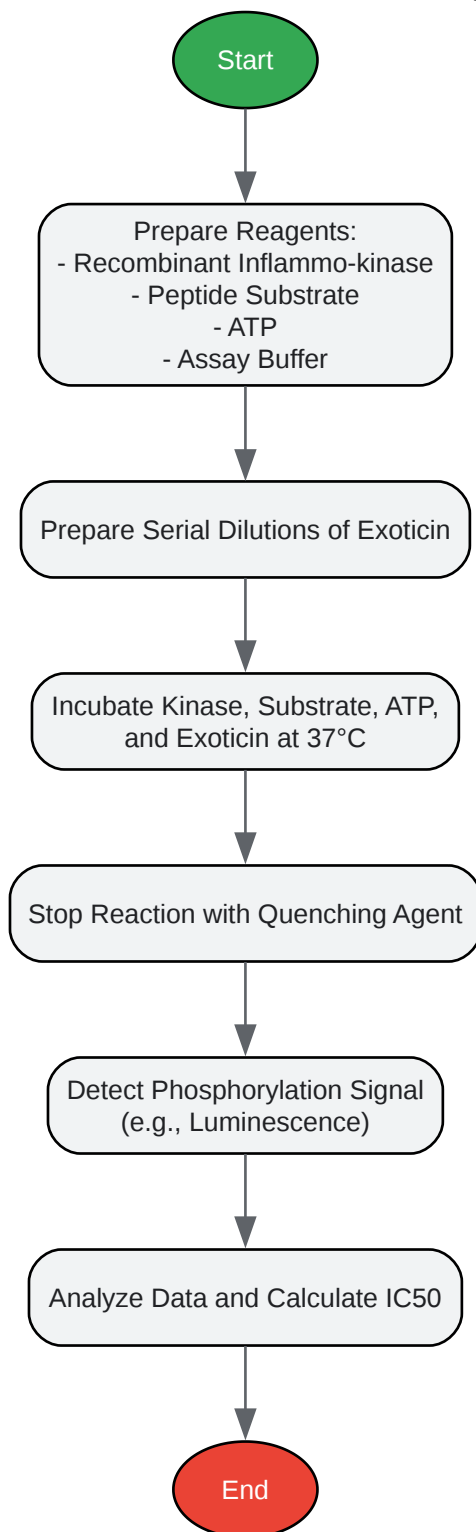 Start
Prepare Reagents:
- Recombinant Inflammo-kinase
- Peptide Substrate
- ATP
- Assay Buffer
Prepare Serial Dilutions of Exoticin
Incubate Kinase, Substrate, ATP,
and Exoticin at 37°C
Stop Reaction with Quenching Agent
Detect Phosphorylation Signal
(e.g., Luminescence)
Analyze Data and Calculate IC50
End